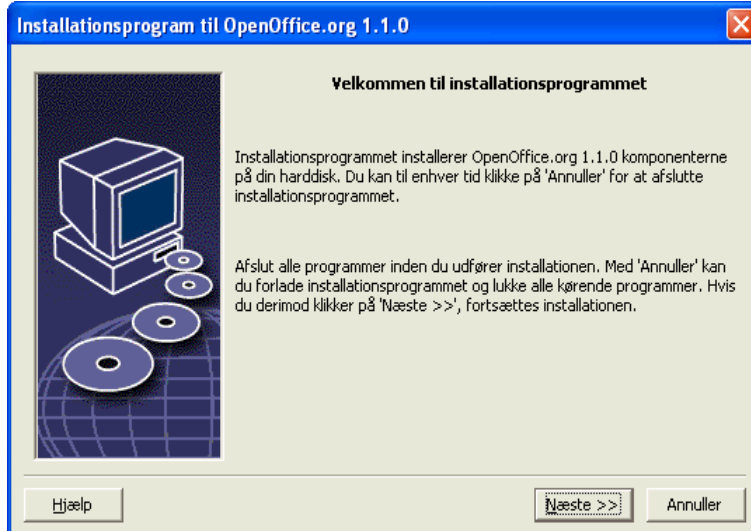 Installationsprogram til OpenOffice.org 1.1.0
Velkommen til installationsprogrammet
Installationsprogrammet installerer OpenOffice.org 1.1.0 komponenterne
på din harddisk. Du kan til enhver tid klikke på 'Annuller' for at afslutte
installationsprogrammet.
Afslut alle programmer inden du udfører installationen. Med 'Annuller' kan
du forlade installationsprogrammet og lukke alle kørende programmer. Hvis
du derimod klikker på 'Næste >>', fortsættes installationen.
Hjælp
Næste >>
Annuller